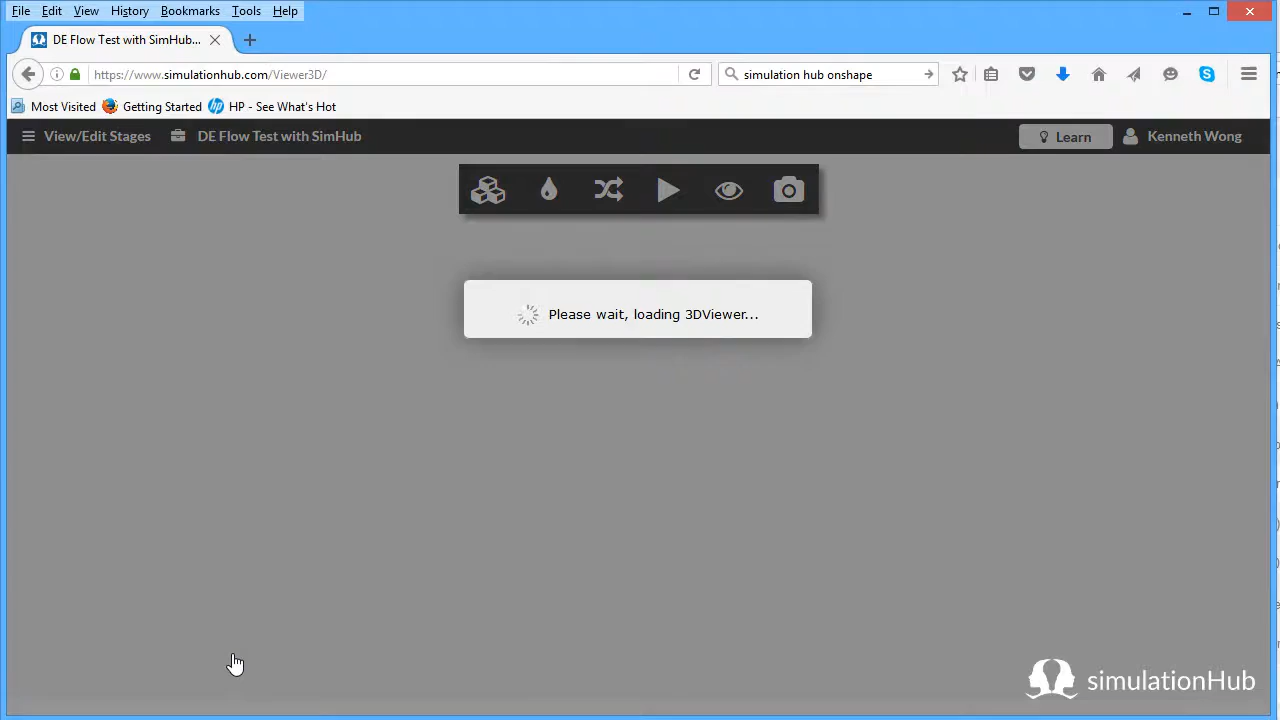 File Edit View History Bookmarks Tools Help
DE Flow Test with SimHub...
https://www.simulationhub.com/Viewer3D/ simulation hub onshape
Most Visited Getting Started HP - See What's Hot
View/Edit Stages DE Flow Test with SimHub Learn Kenneth Wong
Please wait, loading 3DViewer...
simulationHub